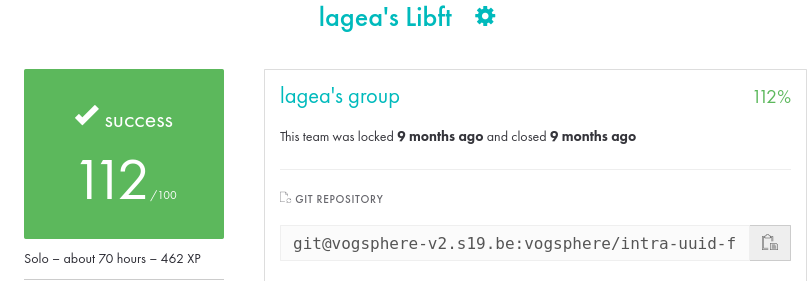 lagea's Libft
success
112 /100
Solo – about 70 hours – 462 XP
lagea's group
112%
This team was locked 9 months ago and closed 9 months ago
GIT REPOSITORY
git@vogsphere-v2.s19.be:vogsphere/intra-uuid-f